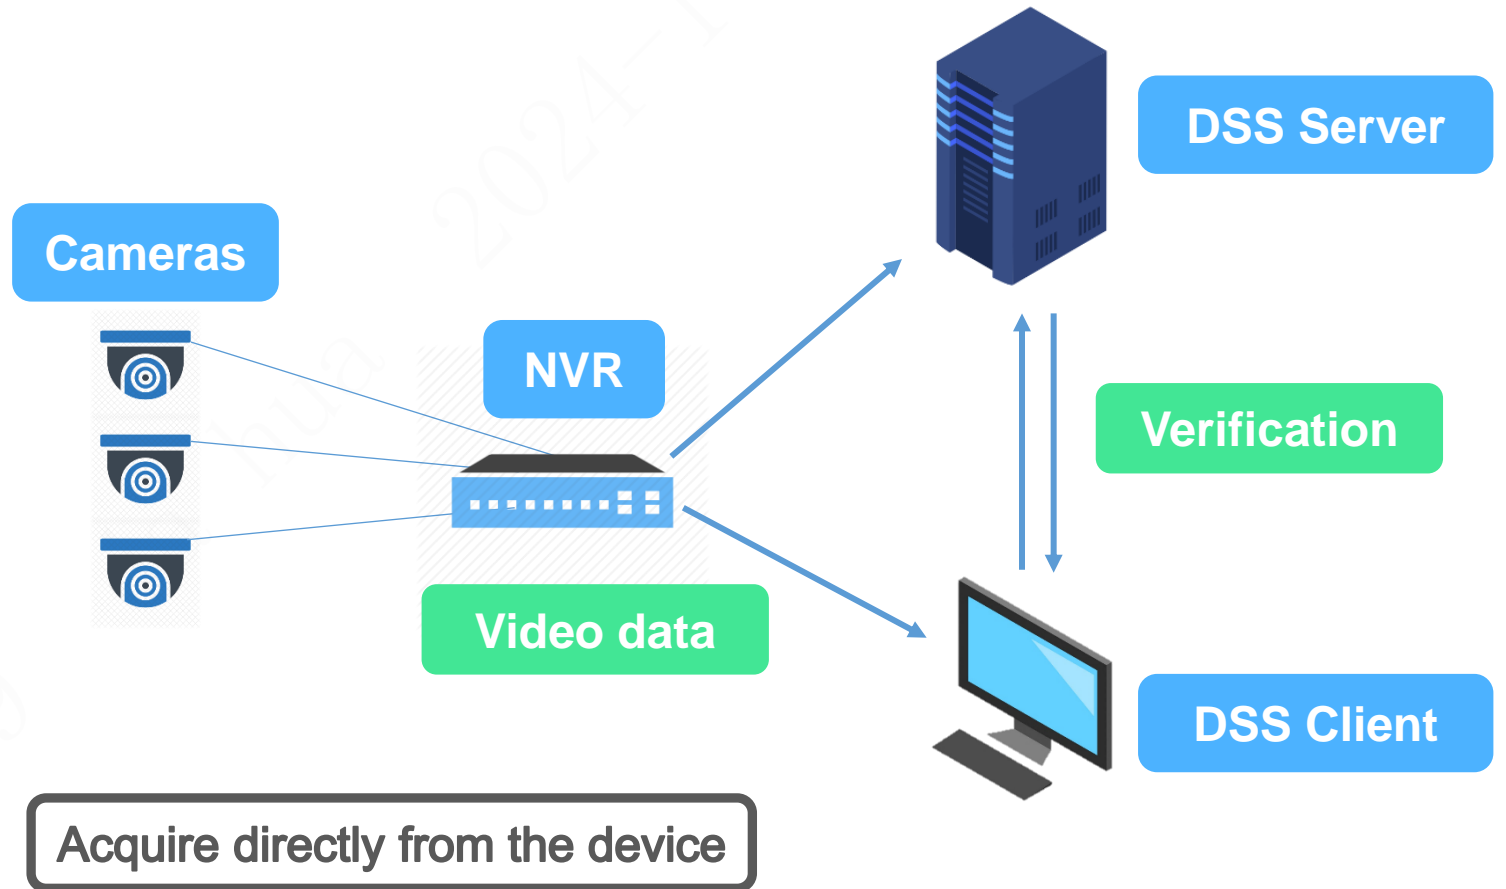 DSS Server
Cameras
NVR
Verification
Video data
DSS Client
Acquire directly from the device